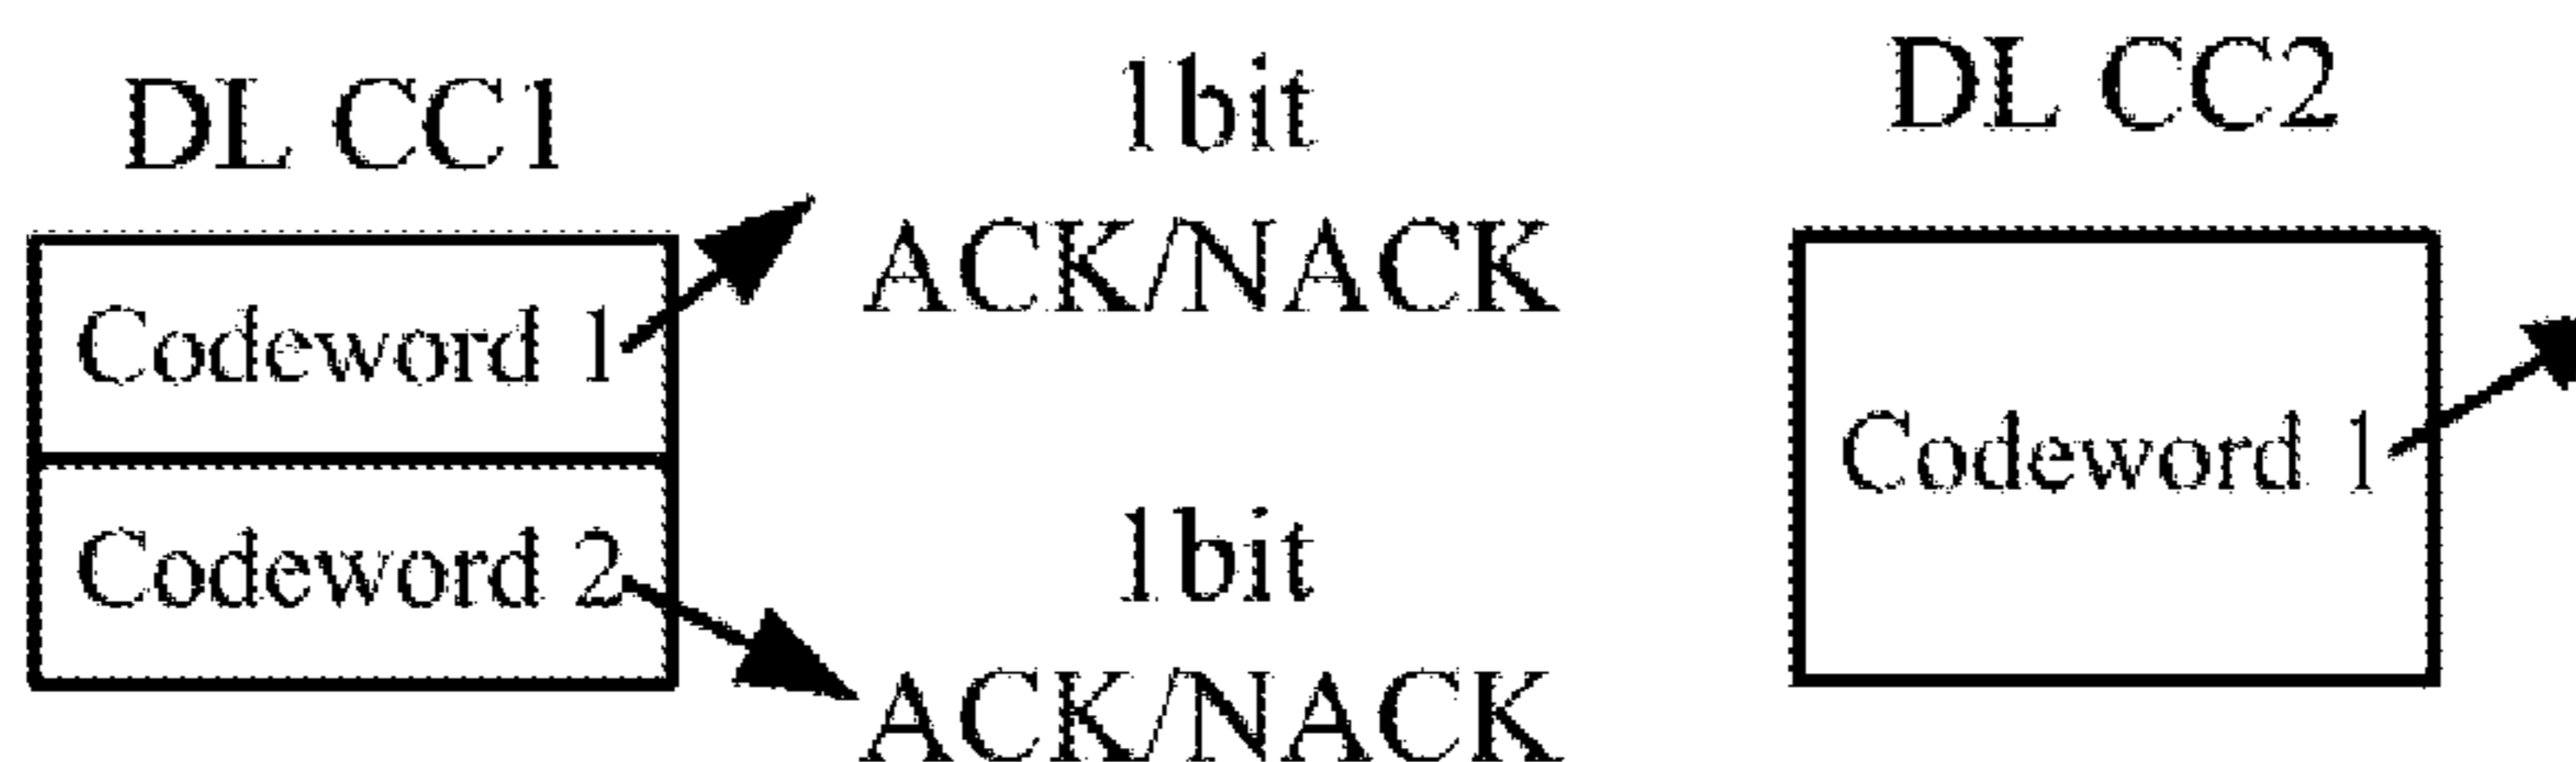 DL CC1
1bit
ACK/NACK
Codeword 1
Codeword 2
1bit
ACK/NACK
DL CC2
Codeword 1